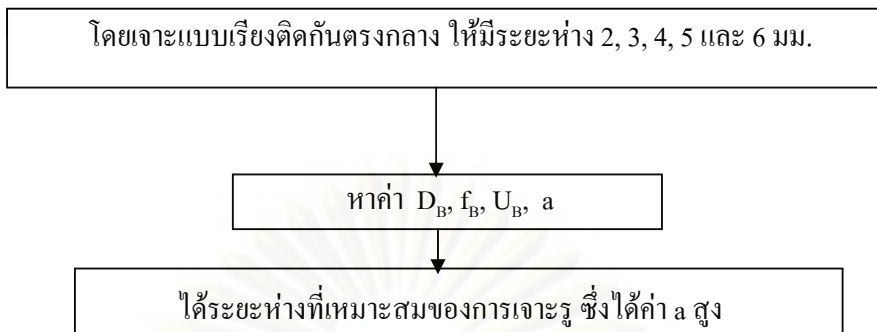 โดยเจาะแบบเรียงติดกันตรงกลาง ให้มีระยะห่าง 2, 3, 4, 5 และ 6 มม.
หาค่า D_B, f_B, U_B, a
ได้ระยะห่างที่เหมาะสมของการเจาะรู ซึ่งได้ค่า a สูง